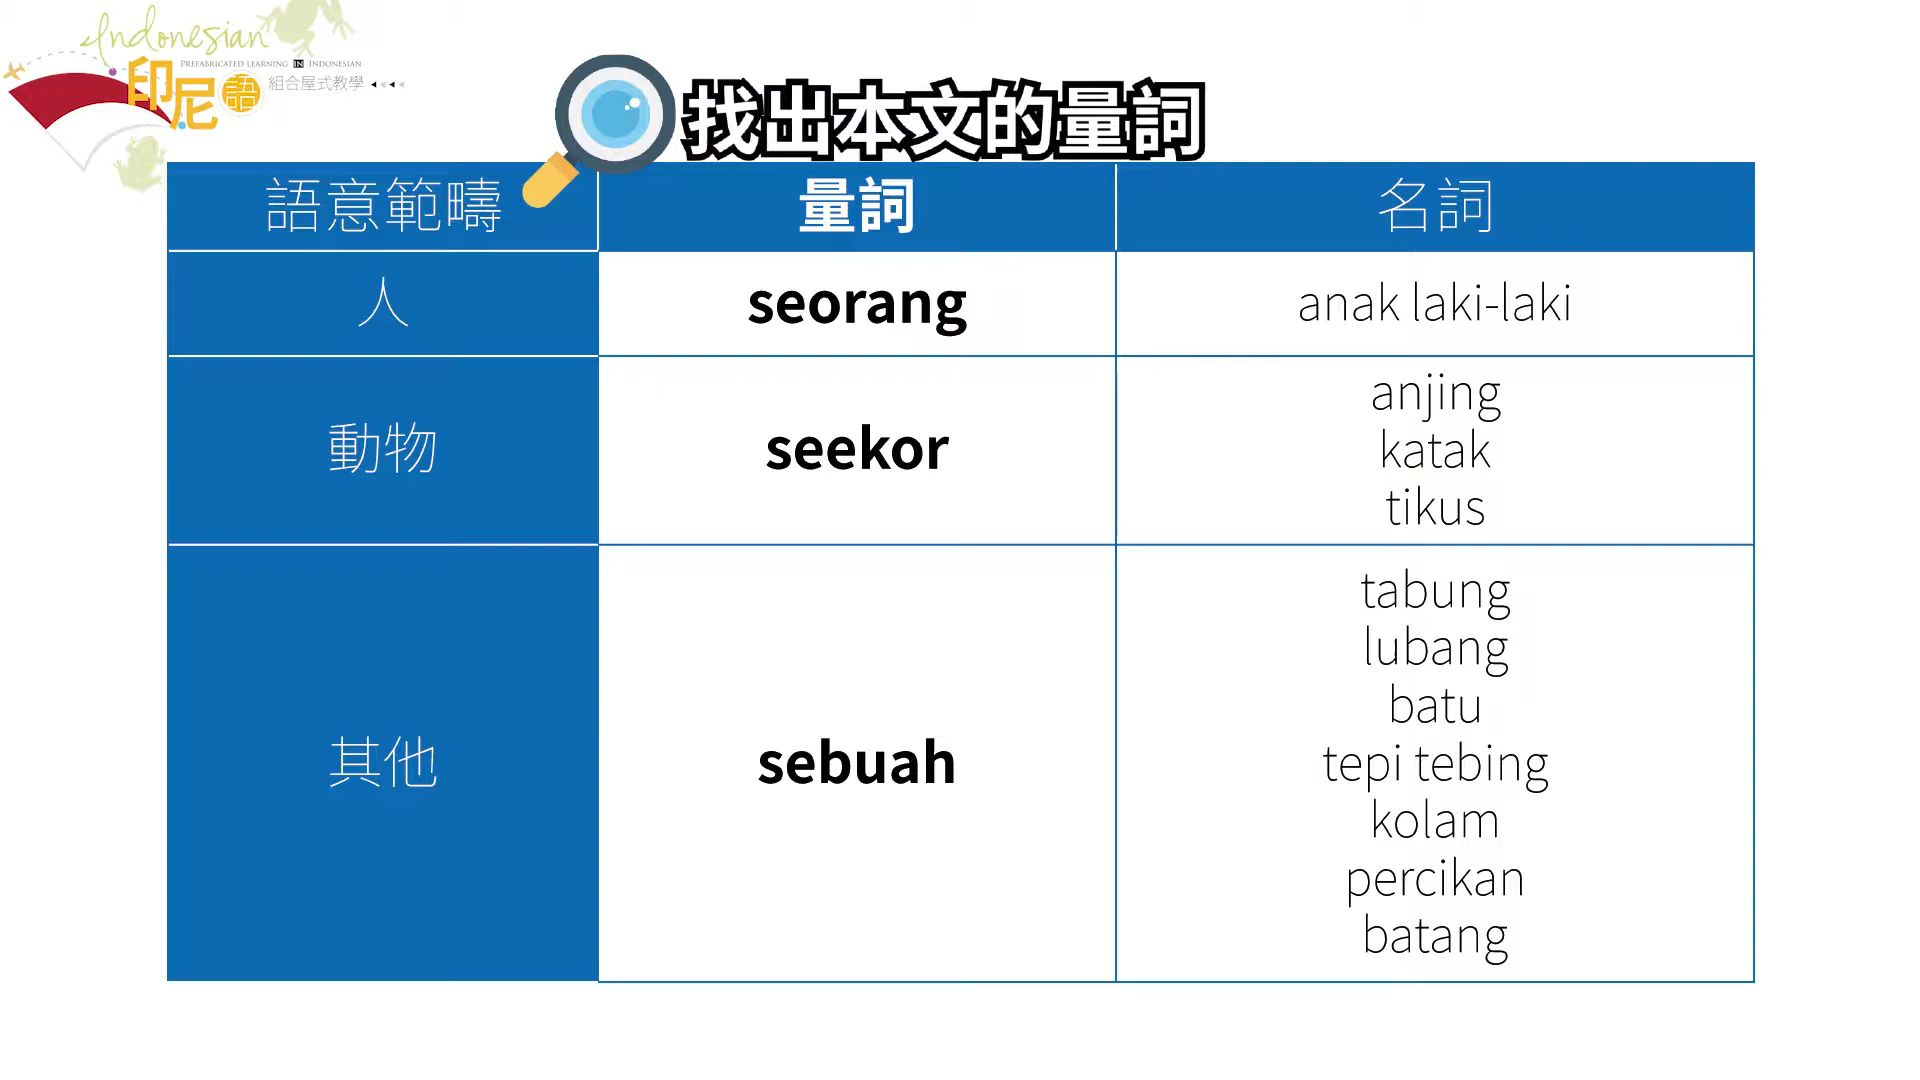 Indonesian
PREFABRICATED LEARNING IN INDONESIAN
印尼語
組合屋式教學
找出本文的量詞
語意範疇 量詞 名詞
人 seorang anak laki-laki
動物 seekor anjing
katak
tikus
其他 sebuah tabung
lubang
batu
tepi tebing
kolam
percikan
batang